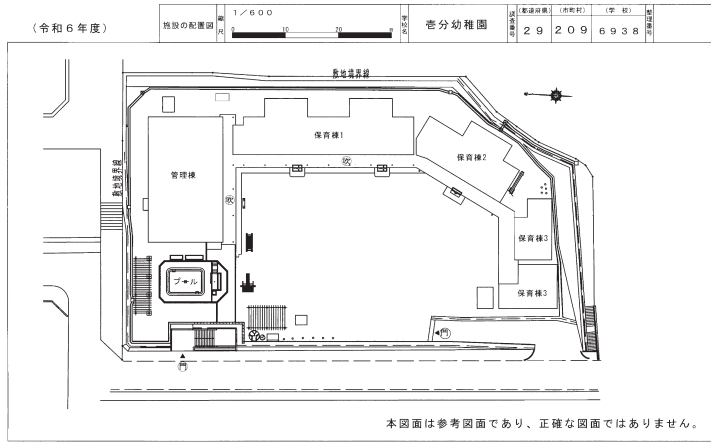 (令和6年度)
施設の配置図
縮尺
1/600
0 10 20 m
学校名
壱分幼稚園
調査番号
(都道府県) (市町村) (学校)
29 209 6938
整理番号
敷地境界線
敷地境界線
保育棟1
保育棟2
管理棟
吹
吹
保育棟3
保育棟3
プール
門
門
本図面は参考図面であり、正確な図面ではありません。